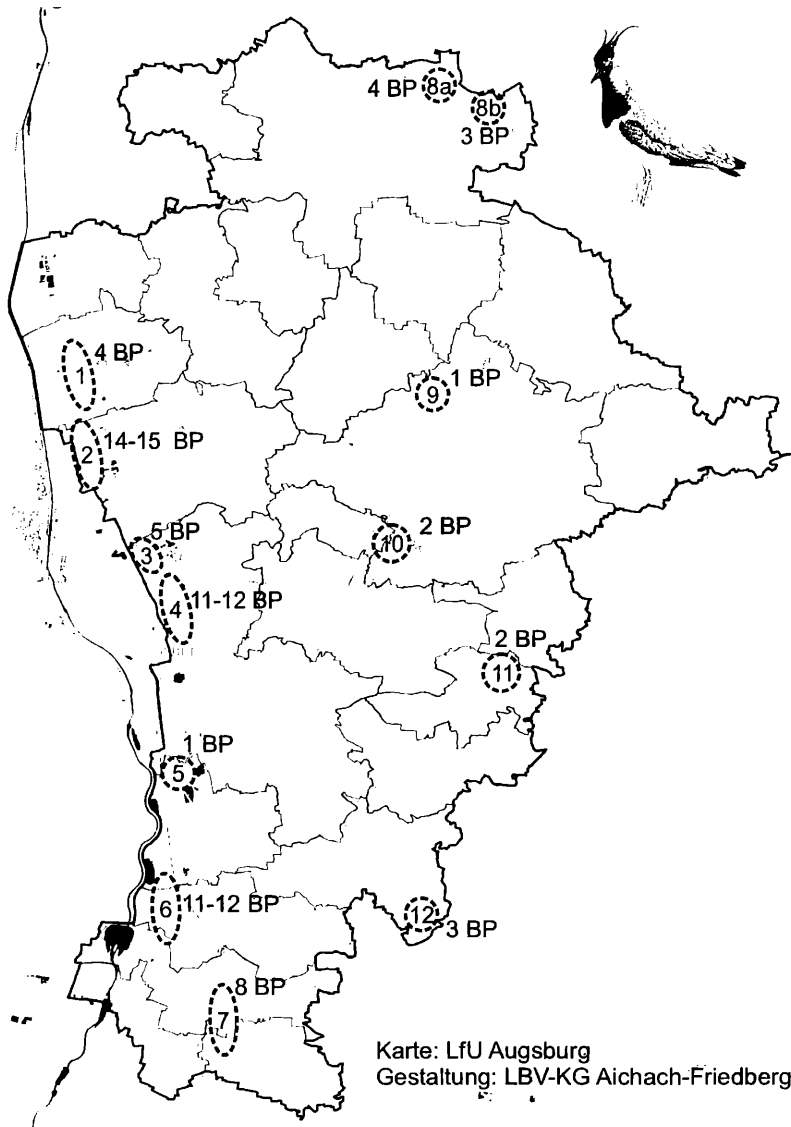 4 BP
8a
8b
3 BP
4 BP
1
1 BP
9
14-15 BP
2
5 BP
3
2 BP
10
11-12 BP
4
2 BP
11
1 BP
5
11-12 BP
6
12
3 BP
8 BP
7
Karte: LfU Augsburg
Gestaltung: LBV-KG Aichach-Friedberg